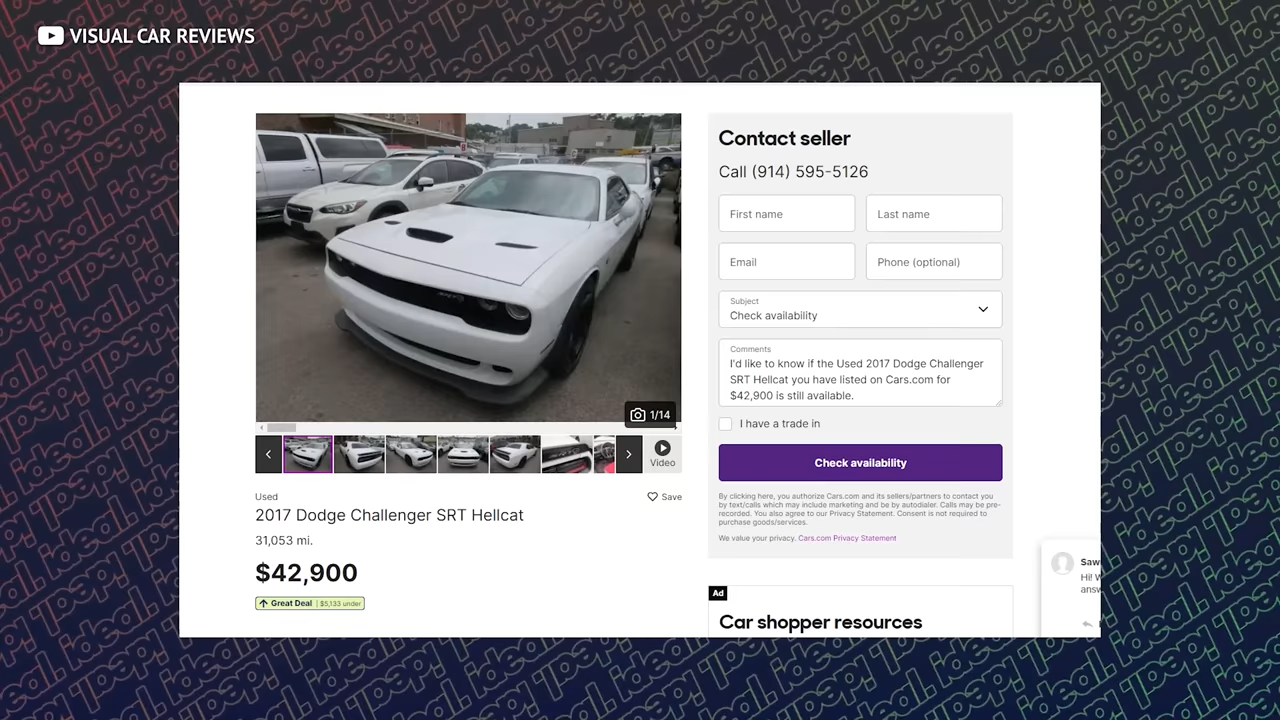 VISUAL CAR REVIEWS
Contact seller
Call (914) 595-5126
First name
Last name
Email
Phone (optional)
Subject
Check availability
Comments
I'd like to know if the Used 2017 Dodge Challenger
SRT Hellcat you have listed on Cars.com for
$42,900 is still available.
I have a trade in
Check availability
By clicking here, you authorize Cars.com and its sellers/partners to contact you
by text/calls which may include marketing and be by autodialer. Calls may be pre-
recorded. You also agree to our Privacy Statement. Consent is not required to
purchase goods/services.
We value your privacy. Cars.com Privacy Statement
1/14
Video
Used
Save
2017 Dodge Challenger SRT Hellcat
31,053 mi.
$42,900
Great Deal | $5,133 under
Ad
Car shopper resources
Hi!
ideal